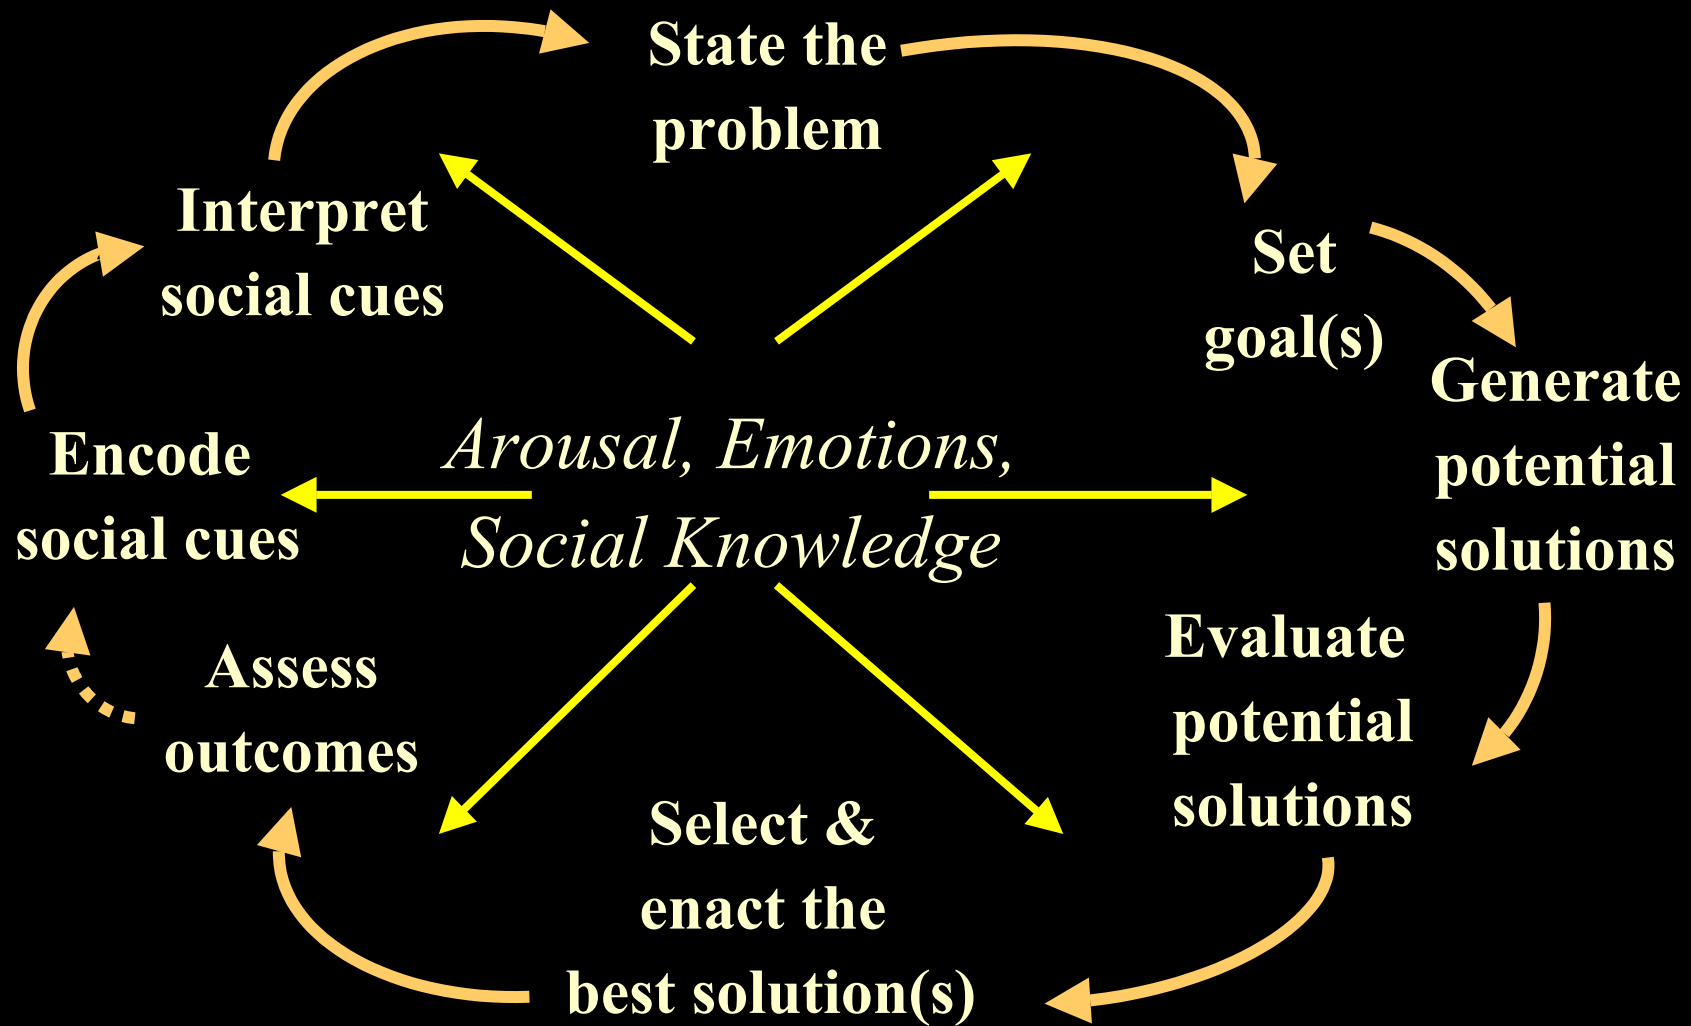 State the
problem
Interpret
social cues
Set
goal(s)
Generate
potential
solutions
Encode
social cues
Arousal, Emotions,
Social Knowledge
Evaluate
potential
solutions
Assess
outcomes
Select &
enact the
best solution(s)